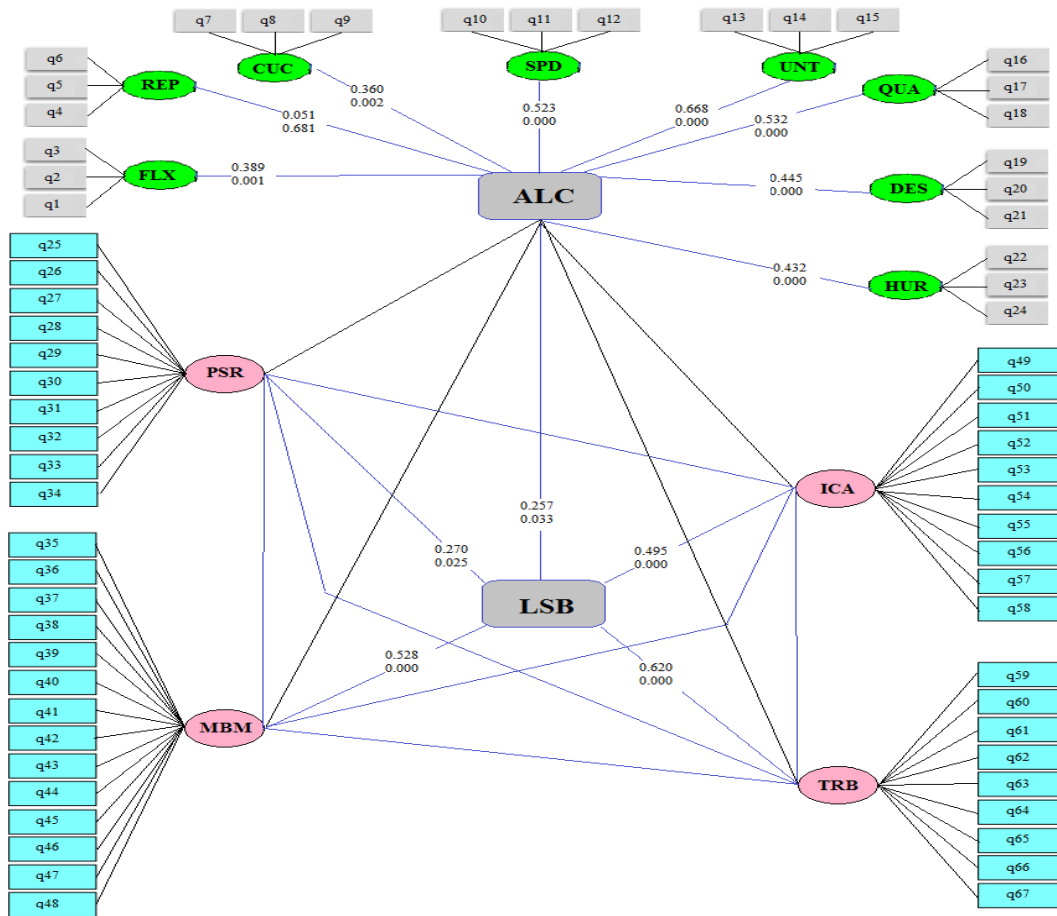 q7
q8
q9
q10
q11
q12
q13
q14
q15
CUC
SPD
UNT
q6
q5
q4
REP
QUA
q16
q17
q18
0.360
0.002
0.523
0.000
0.668
0.000
0.532
0.000
0.051
0.681
q3
q2
q1
FLX
0.389
0.001
ALC
0.445
0.000
DES
q19
q20
q21
0.432
0.000
HUR
q22
q23
q24
q25
q26
q27
q28
q29
q30
q31
q32
q33
q34
PSR
q49
q50
q51
q52
q53
q54
q55
q56
q57
q58
ICA
0.257
0.033
0.270
0.025
0.495
0.000
LSB
0.528
0.000
0.620
0.000
q35
q36
q37
q38
q39
q40
q41
q42
q43
q44
q45
q46
q47
q48
MBM
TRB
q59
q60
q61
q62
q63
q64
q65
q66
q67